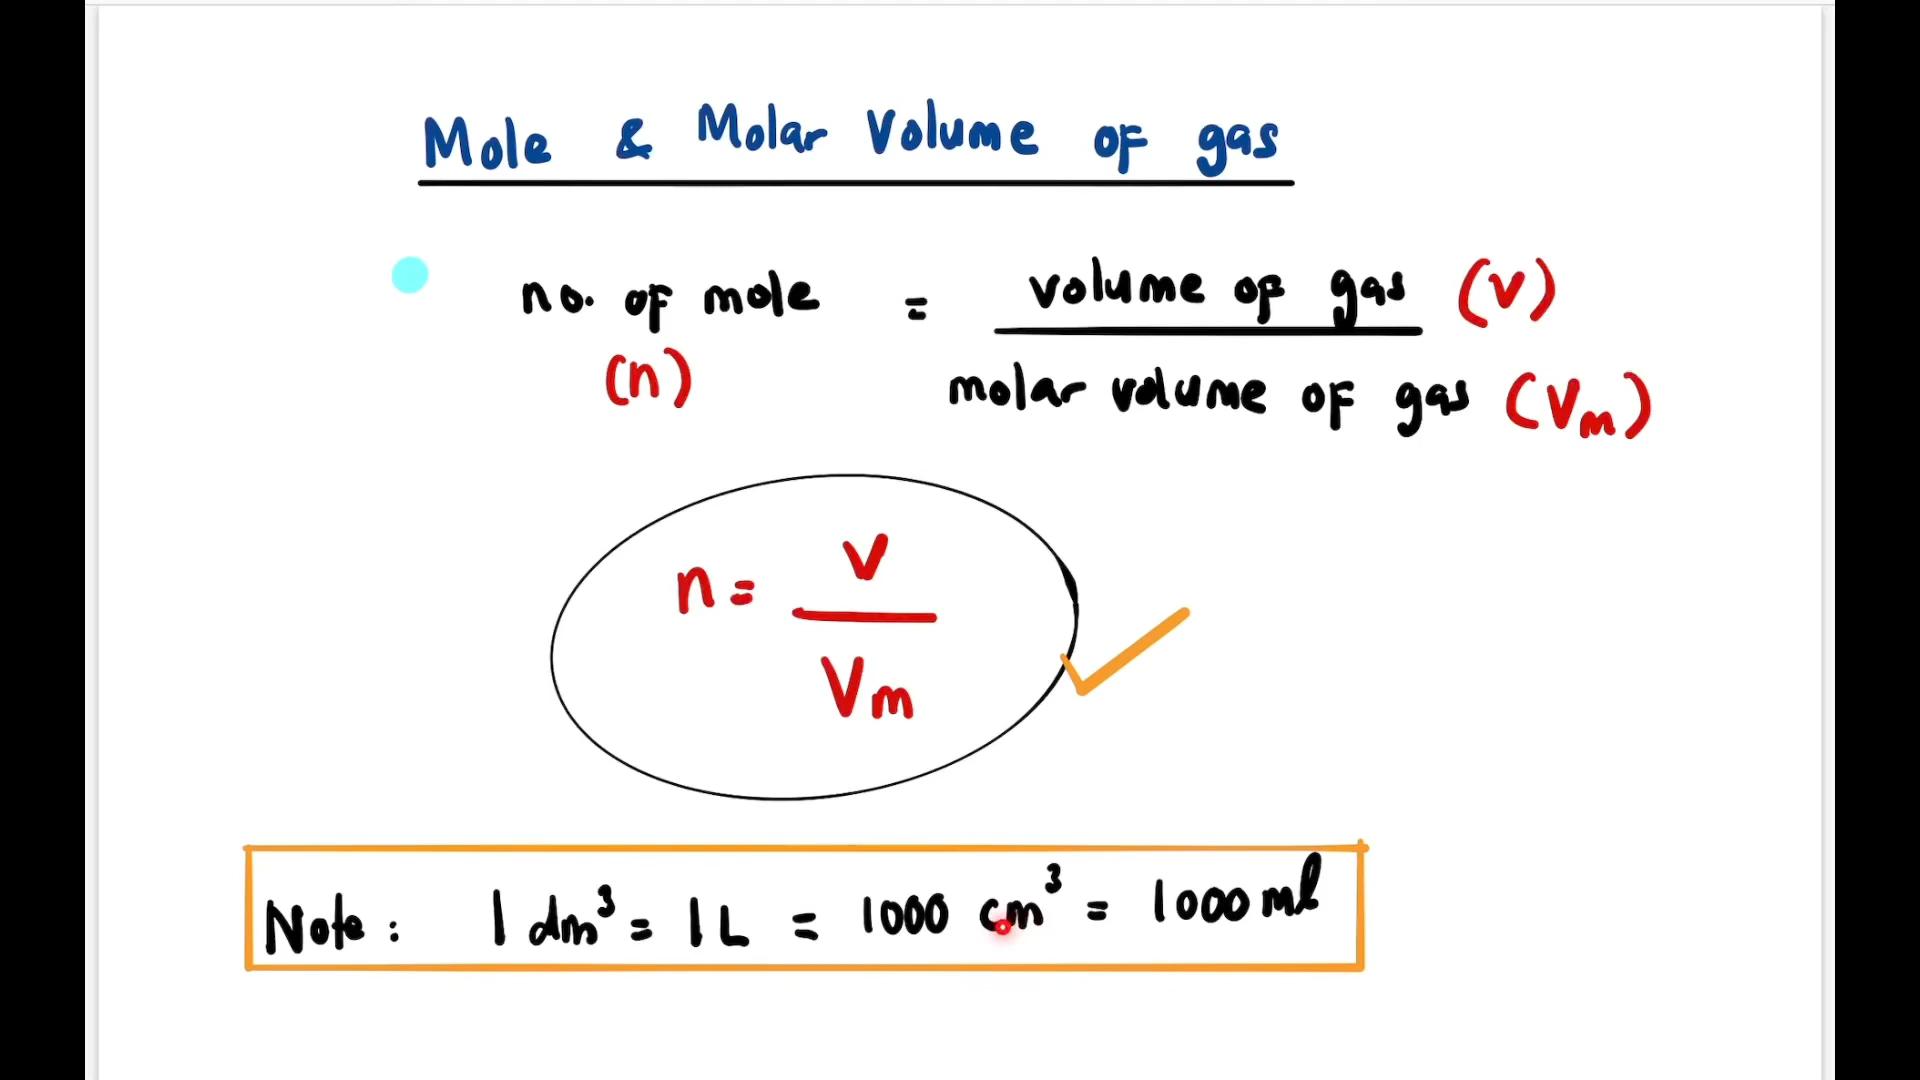 Mole & Molar Volume of gas
no. of mole = volume of gas (v)
(n) molar volume of gas (Vm)
n = v
Vm
Note : 1 dm³ = 1L = 1000 cm³ = 1000 ml